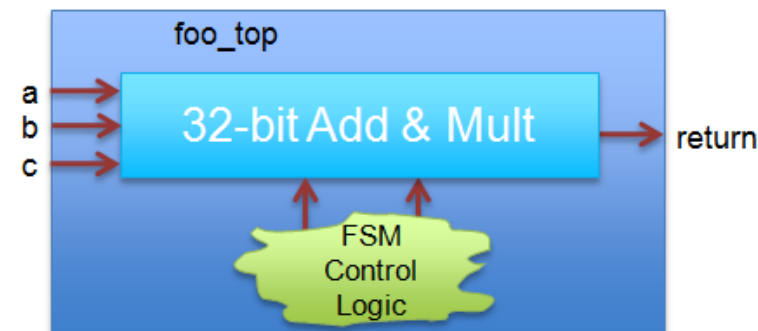 foo_top
a
b
c
32-bit Add & Mult
return
FSM
Control
Logic